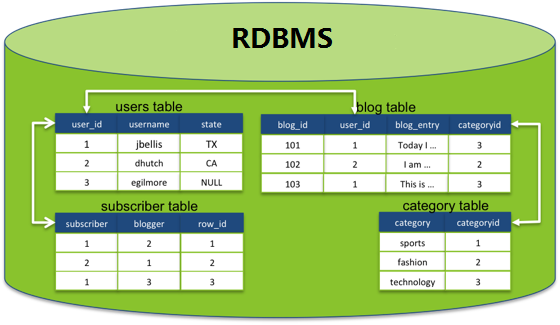 RDBMS
users table
user_id username state
1 jbellis TX
2 dhutch CA
3 egilmore NULL
blog table
blog_id user_id blog_entry categoryid
101 1 Today I ... 3
102 2 I am ... 2
103 1 This is ... 3
subscriber table
subscriber blogger row_id
1 2 1
2 1 2
1 3 3
category table
category categoryid
sports 1
fashion 2
technology 3